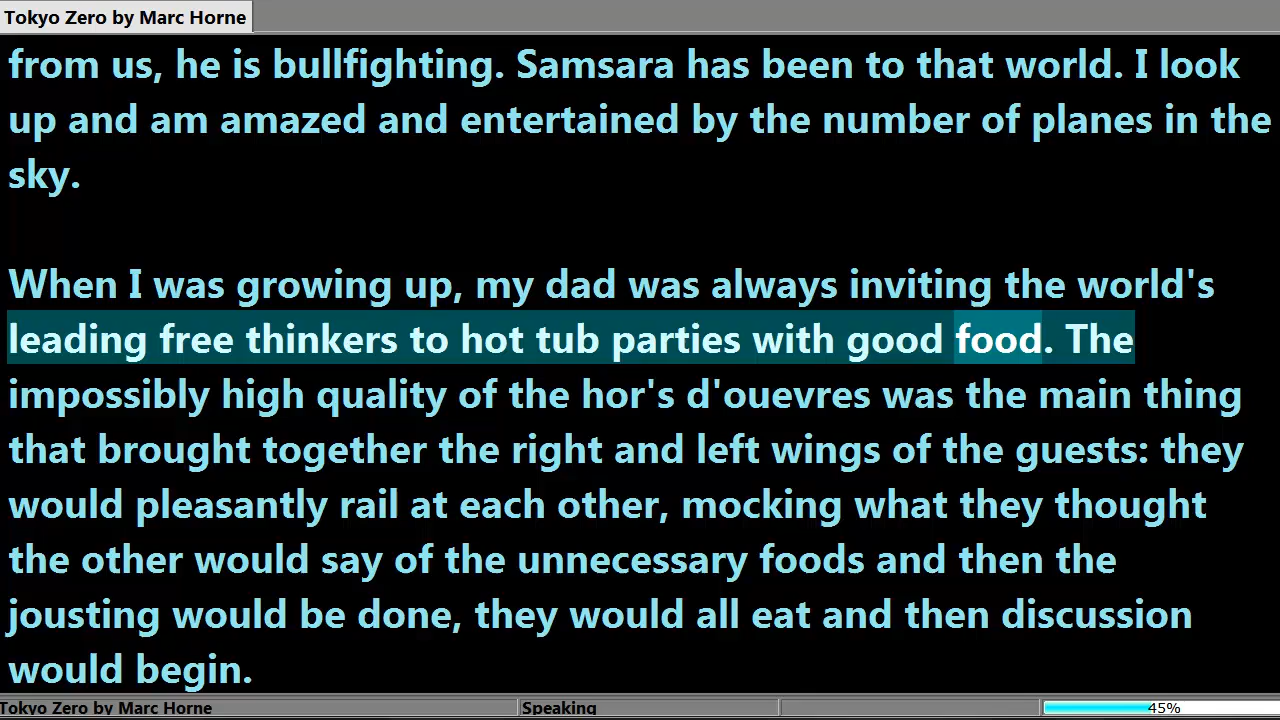 Tokyo Zero by Marc Horne
from us, he is bullfighting. Samsara has been to that world. I look
up and am amazed and entertained by the number of planes in the
sky.
When I was growing up, my dad was always inviting the world's
leading free thinkers to hot tub parties with good food. The
impossibly high quality of the hor's d'ouevres was the main thing
that brought together the right and left wings of the guests: they
would pleasantly rail at each other, mocking what they thought
the other would say of the unnecessary foods and then the
jousting would be done, they would all eat and then discussion
would begin.
Tokyo Zero by Marc Horne Speaking 45%